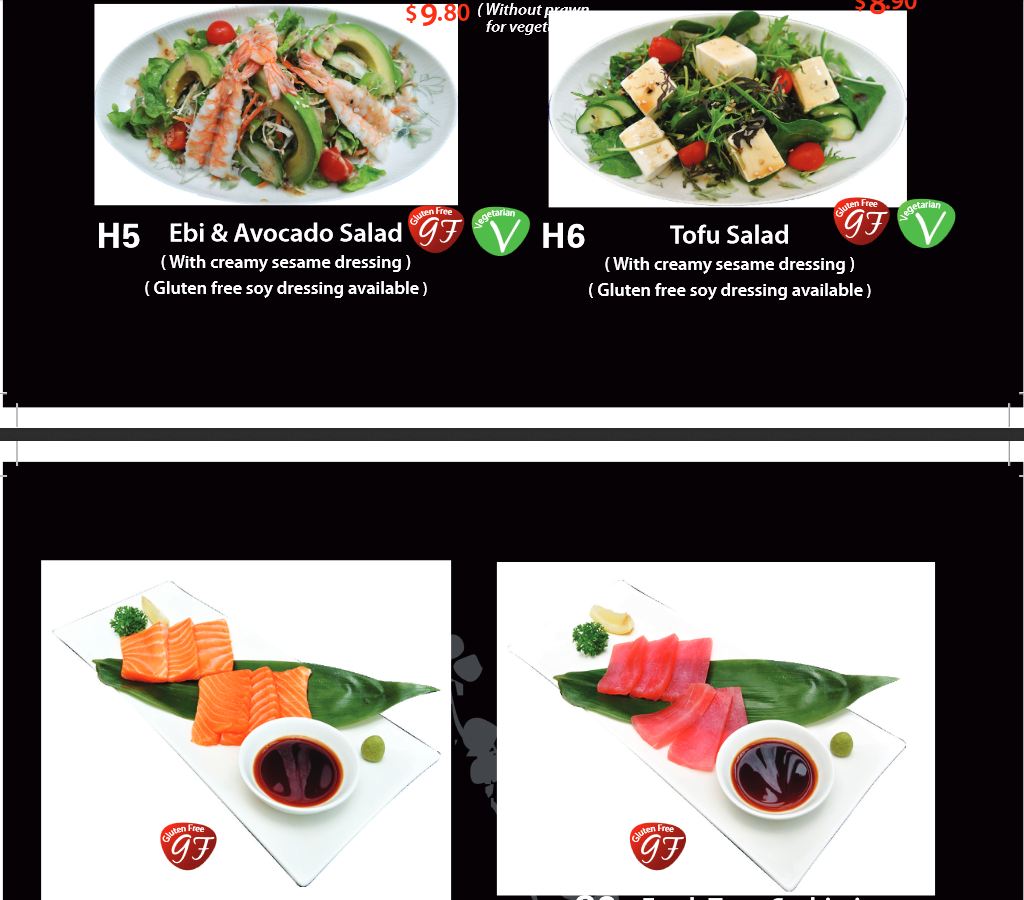 $9.80
(Without prawn
for veget
$8.90
H5 Ebi & Avocado Salad
Gluten Free
GF
Vegetarian
V
( With creamy sesame dressing )
( Gluten free soy dressing available )
H6 Tofu Salad
Gluten Free
GF
Vegetarian
V
( With creamy sesame dressing )
( Gluten free soy dressing available )
Gluten Free
GF
Gluten Free
GF